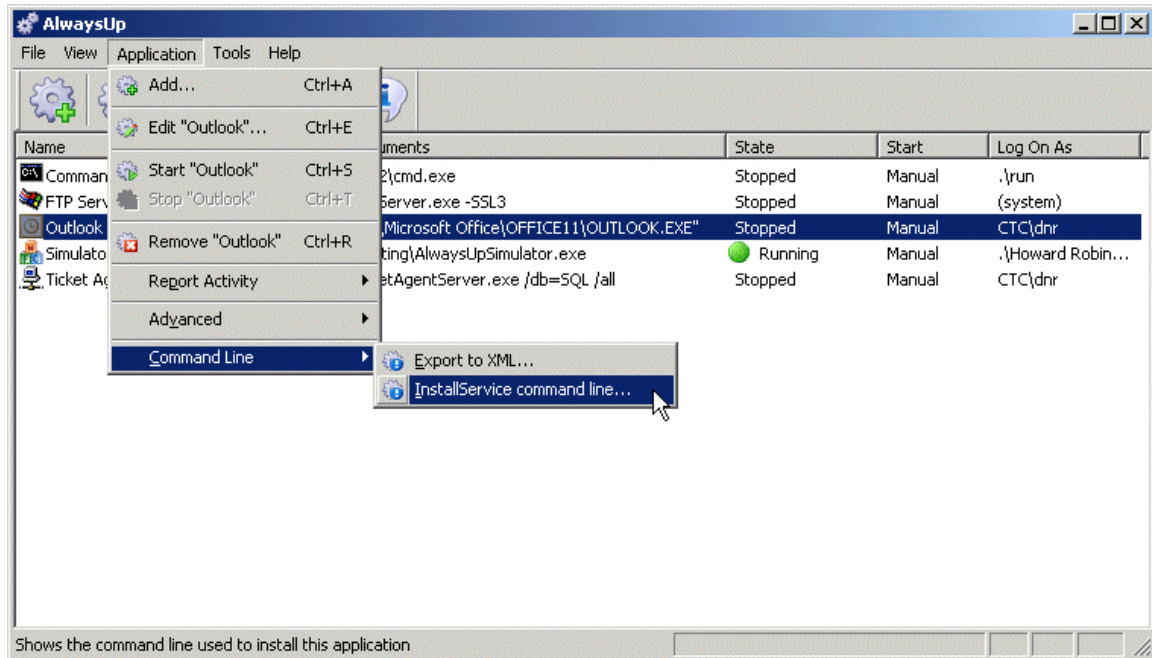 AlwaysUp
File View Application Tools Help
Add... Ctrl+A
Edit "Outlook"... Ctrl+E
Name uments State Start Log On As
Comman 2\cmd.exe Stopped Manual .\run
Start "Outlook" Ctrl+S
FTP Serv Server.exe -SSL3 Stopped Manual (system)
Stop "Outlook" Ctrl+T
Outlook \Microsoft Office\OFFICE11\OUTLOOK.EXE" Stopped Manual CTC\dnr
Remove "Outlook" Ctrl+R
Simulato ting\AlwaysUpSimulator.exe Running Manual .\Howard Robin...
Ticket Ag etAgentServer.exe /db=SQL /all Stopped Manual CTC\dnr
Report Activity
Advanced
Command Line
Export to XML...
InstallService command line...
Shows the command line used to install this application